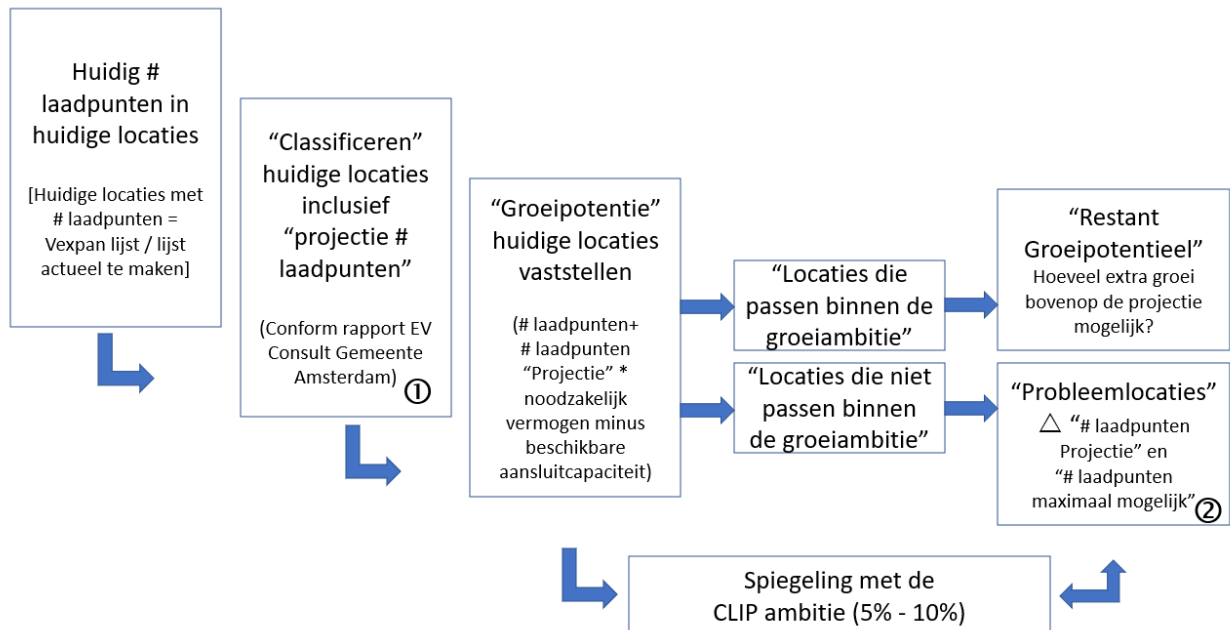 Huidig #
laadpunten in
huidige locaties
[Huidige locaties met
# laadpunten =
Vexpan lijst / lijst
actueel te maken]
“Classificeren”
huidige locaties
inclusief
“projectie #
laadpunten”
(Conform rapport EV
Consult Gemeente
Amsterdam)
①
“Groeipotentie”
huidige locaties
vaststellen
(# laadpunten+
# laadpunten
“Projectie” *
noodzakelijk
vermogen minus
beschikbare
aansluitcapaciteit)
“Locaties die
passen binnen de
groeiambitie”
“Locaties die niet
passen binnen
de groeiambitie”
“Restant
Groeipotentieel”
Hoeveel extra groei
bovenop de projectie
mogelijk?
“Probleemlocaties”
△ “# laadpunten
Projectie” en
“# laadpunten
maximaal mogelijk”
②
Spiegeling met de
CLIP ambitie (5% - 10%)